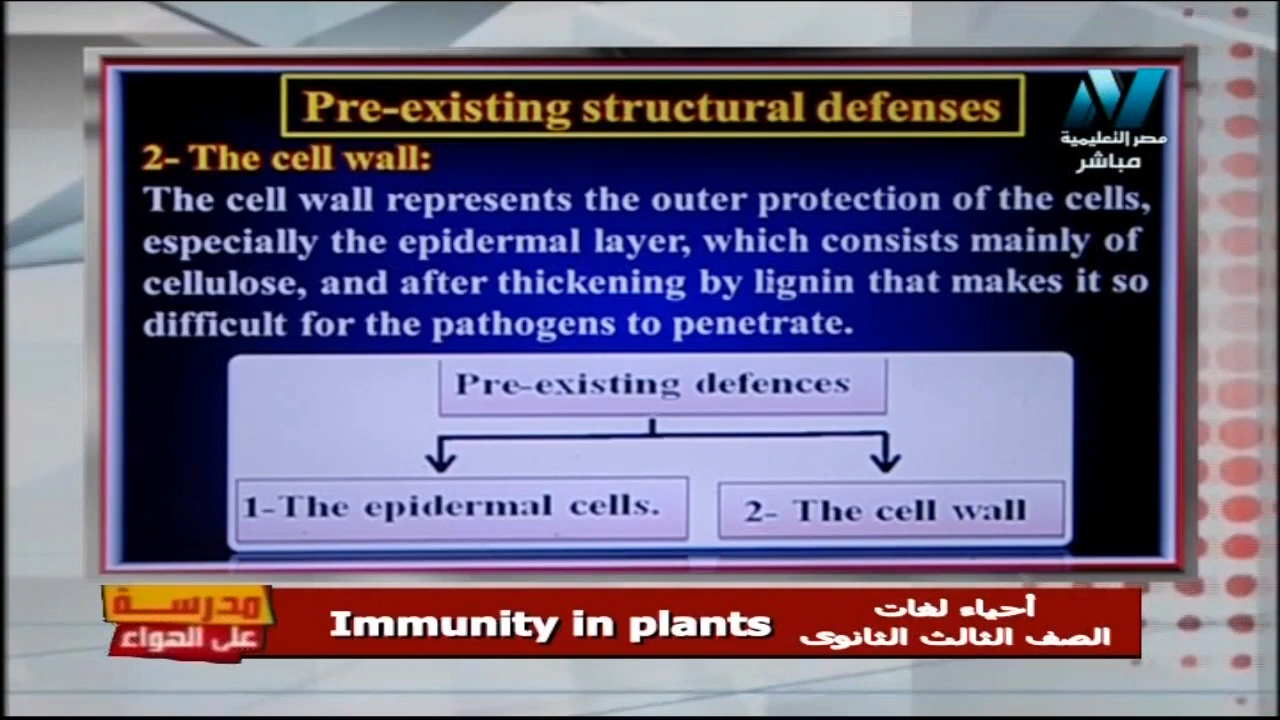 Pre-existing structural defenses
مصر التعليمية
مباشر
2- The cell wall:
The cell wall represents the outer protection of the cells,
especially the epidermal layer, which consists mainly of
cellulose, and after thickening by lignin that makes it so
difficult for the pathogens to penetrate.
Pre-existing defences
1-The epidermal cells.
2- The cell wall
مدرسة
على الهواء
Immunity in plants
أحياء لغات
الصف الثالث الثانوى